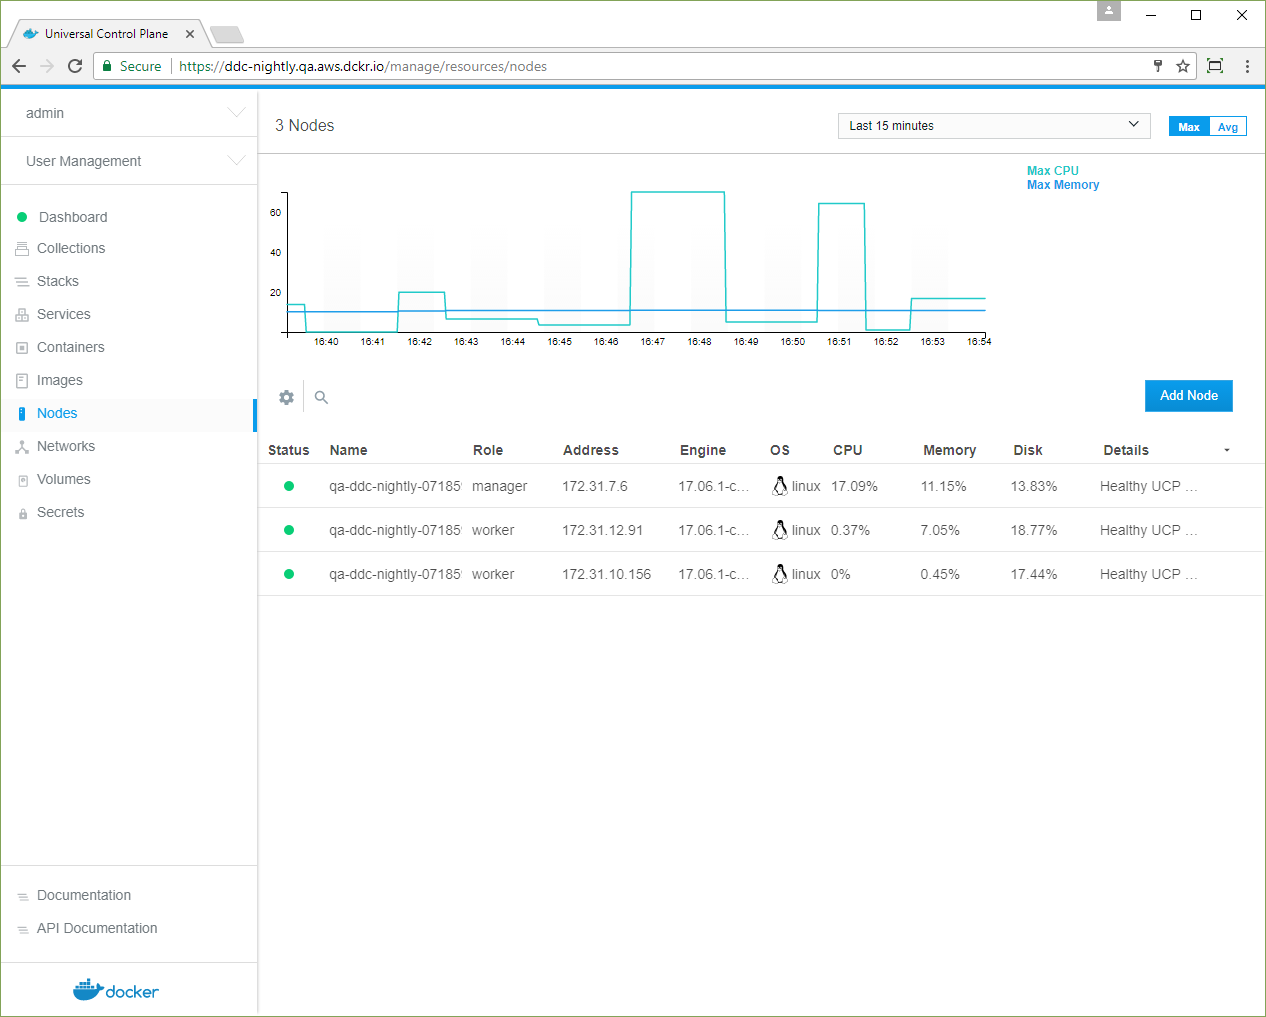 Universal Control Plane
Secure https://ddc-nightly.qa.aws.dckr.io/manage/resources/nodes
admin
User Management
Dashboard
Collections
Stacks
Services
Containers
Images
Nodes
Networks
Volumes
Secrets
Documentation
API Documentation
docker
3 Nodes
Last 15 minutes
Max Avg
Max CPU
Max Memory
60
40
20
16:40 16:41 16:42 16:43 16:44 16:45 16:46 16:47 16:48 16:49 16:50 16:51 16:52 16:53 16:54
Add Node
Status Name Role Address Engine OS CPU Memory Disk Details
qa-ddc-nightly-07185 manager 172.31.7.6 17.06.1-c... linux 17.09% 11.15% 13.83% Healthy UCP ...
qa-ddc-nightly-07185 worker 172.31.12.91 17.06.1-c... linux 0.37% 7.05% 18.77% Healthy UCP ...
qa-ddc-nightly-07185 worker 172.31.10.156 17.06.1-c... linux 0% 0.45% 17.44% Healthy UCP ...